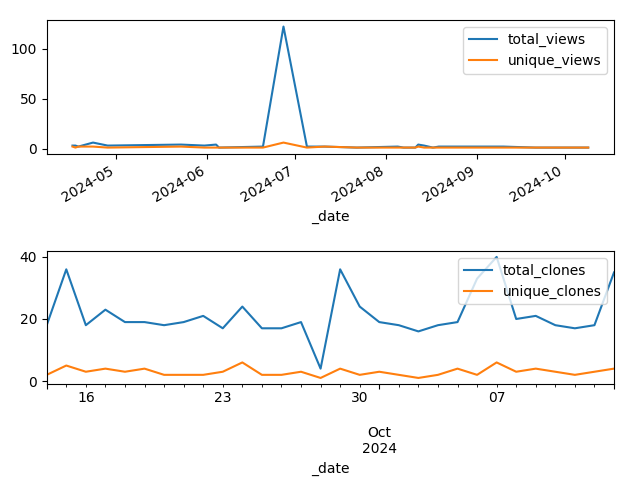 100
50
0
total_views
unique_views
2024-05
2024-06
2024-07
2024-08
2024-09
2024-10
_date
40
20
0
total_clones
unique_clones
16
23
30
07
Oct
2024
_date